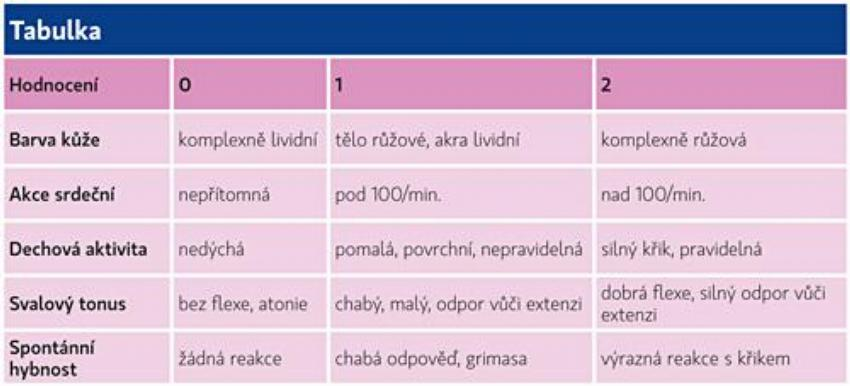 Tabulka
Hodnocení 0 1 2
Barva kůže komplexně lividní tělo růžové, akra lividní komplexně růžová
Akce srdeční nepřítomná pod 100/min. nad 100/min.
Dechová aktivita nedýchá pomalá, povrchní, nepravidelná silný křik, pravidelná
Svalový tonus bez flexe, atonie chabý, malý, odpor vůči extenzi dobrá flexe, silný odpor vůči
extenzi
Spontánní
hybnost žádná reakce chabá odpověď, grimasa výrazná reakce s křikem